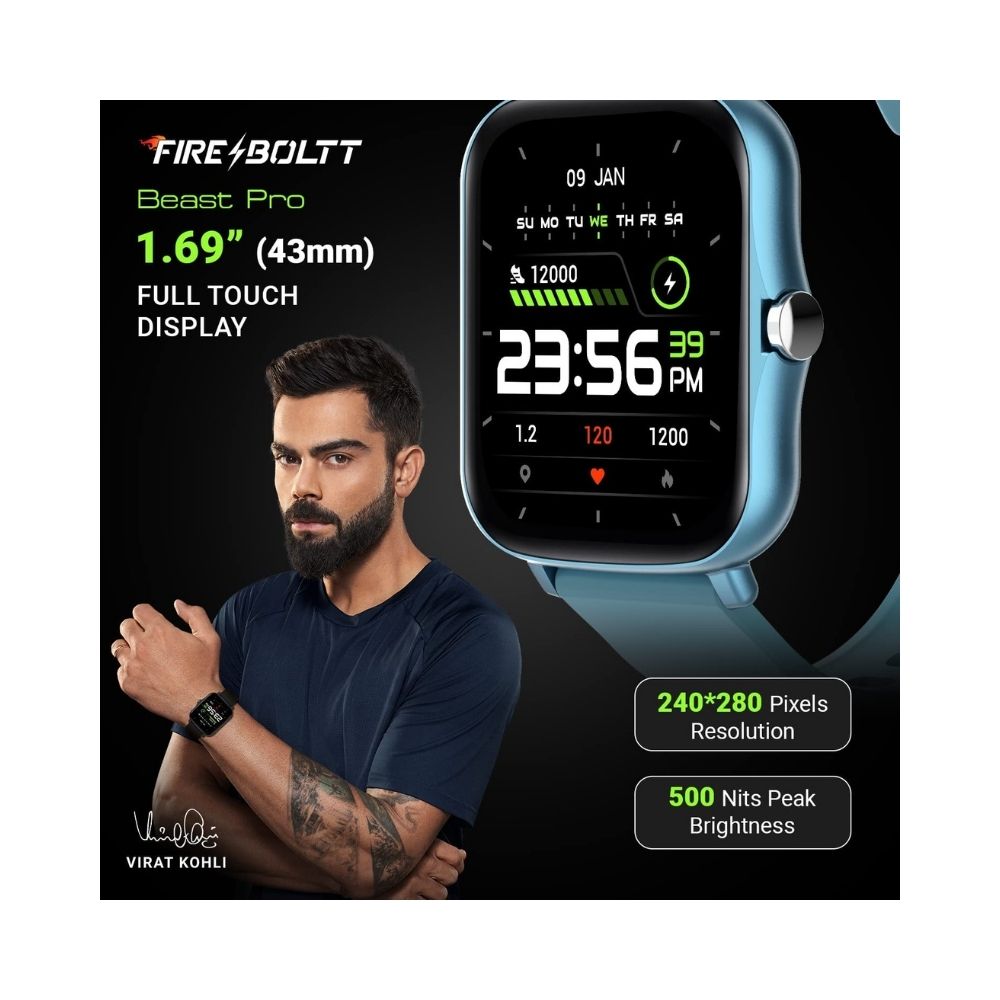 FIRE BOLTT
Beast Pro
1.69” (43mm)
FULL TOUCH
DISPLAY
09 JAN
SU MO TU WE TH FR SA
12000
23:56 39
PM
1.2 120 1200
240*280 Pixels
Resolution
500 Nits Peak
Brightness
23:56
VIRAT KOHLI